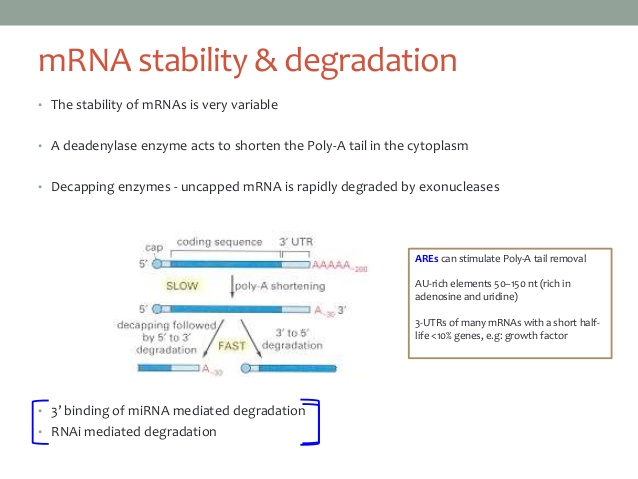 mRNA stability & degradation
• The stability of mRNAs is very variable
• A deadenylase enzyme acts to shorten the Poly-A tail in the cytoplasm
• Decapping enzymes - uncapped mRNA is rapidly degraded by exonucleases
cap
coding sequence
3' UTR
5'
AAAAA~200
SLOW
poly-A shortening
5'
A~30 3'
decapping followed
by 5' to 3'
degradation
FAST
3' to 5'
degradation
A~30
5'
AREs can stimulate Poly-A tail removal
AU-rich elements 50–150 nt (rich in
adenosine and uridine)
3-UTRs of many mRNAs with a short half-
life <10% genes, e.g: growth factor
• 3' binding of miRNA mediated degradation
• RNAi mediated degradation